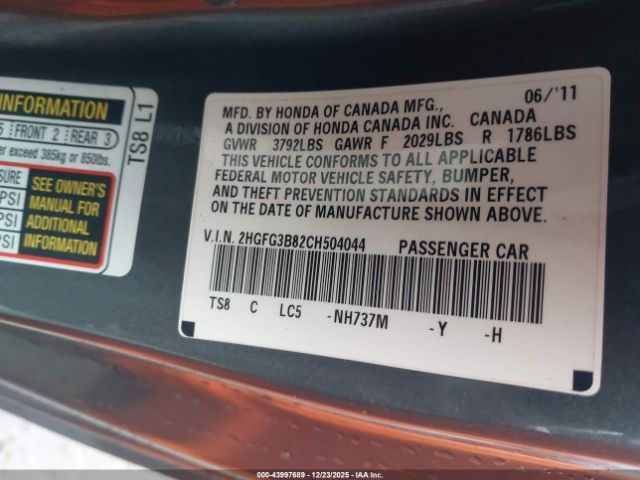 INFORMATION
5 FRONT 2 REAR 3
er exceed 385kg or 850lbs.
SURE
PSI
PSI
PSI
SEE OWNER'S
MANUAL FOR
ADDITIONAL
INFORMATION
TS8 L1
06/'11
MFD. BY HONDA OF CANADA MFG.,
A DIVISION OF HONDA CANADA INC. CANADA
GVWR 3792LBS GAWR F 2029LBS R 1786LBS
THIS VEHICLE CONFORMS TO ALL APPLICABLE
FEDERAL MOTOR VEHICLE SAFETY, BUMPER,
AND THEFT PREVENTION STANDARDS IN EFFECT
ON THE DATE OF MANUFACTURE SHOWN ABOVE.
V.I.N. 2HGFG3B82CH504044 PASSENGER CAR
TS8 C LC5 -NH737M -Y -H
000-43997689 - 12/23/2025 - IAA Inc.